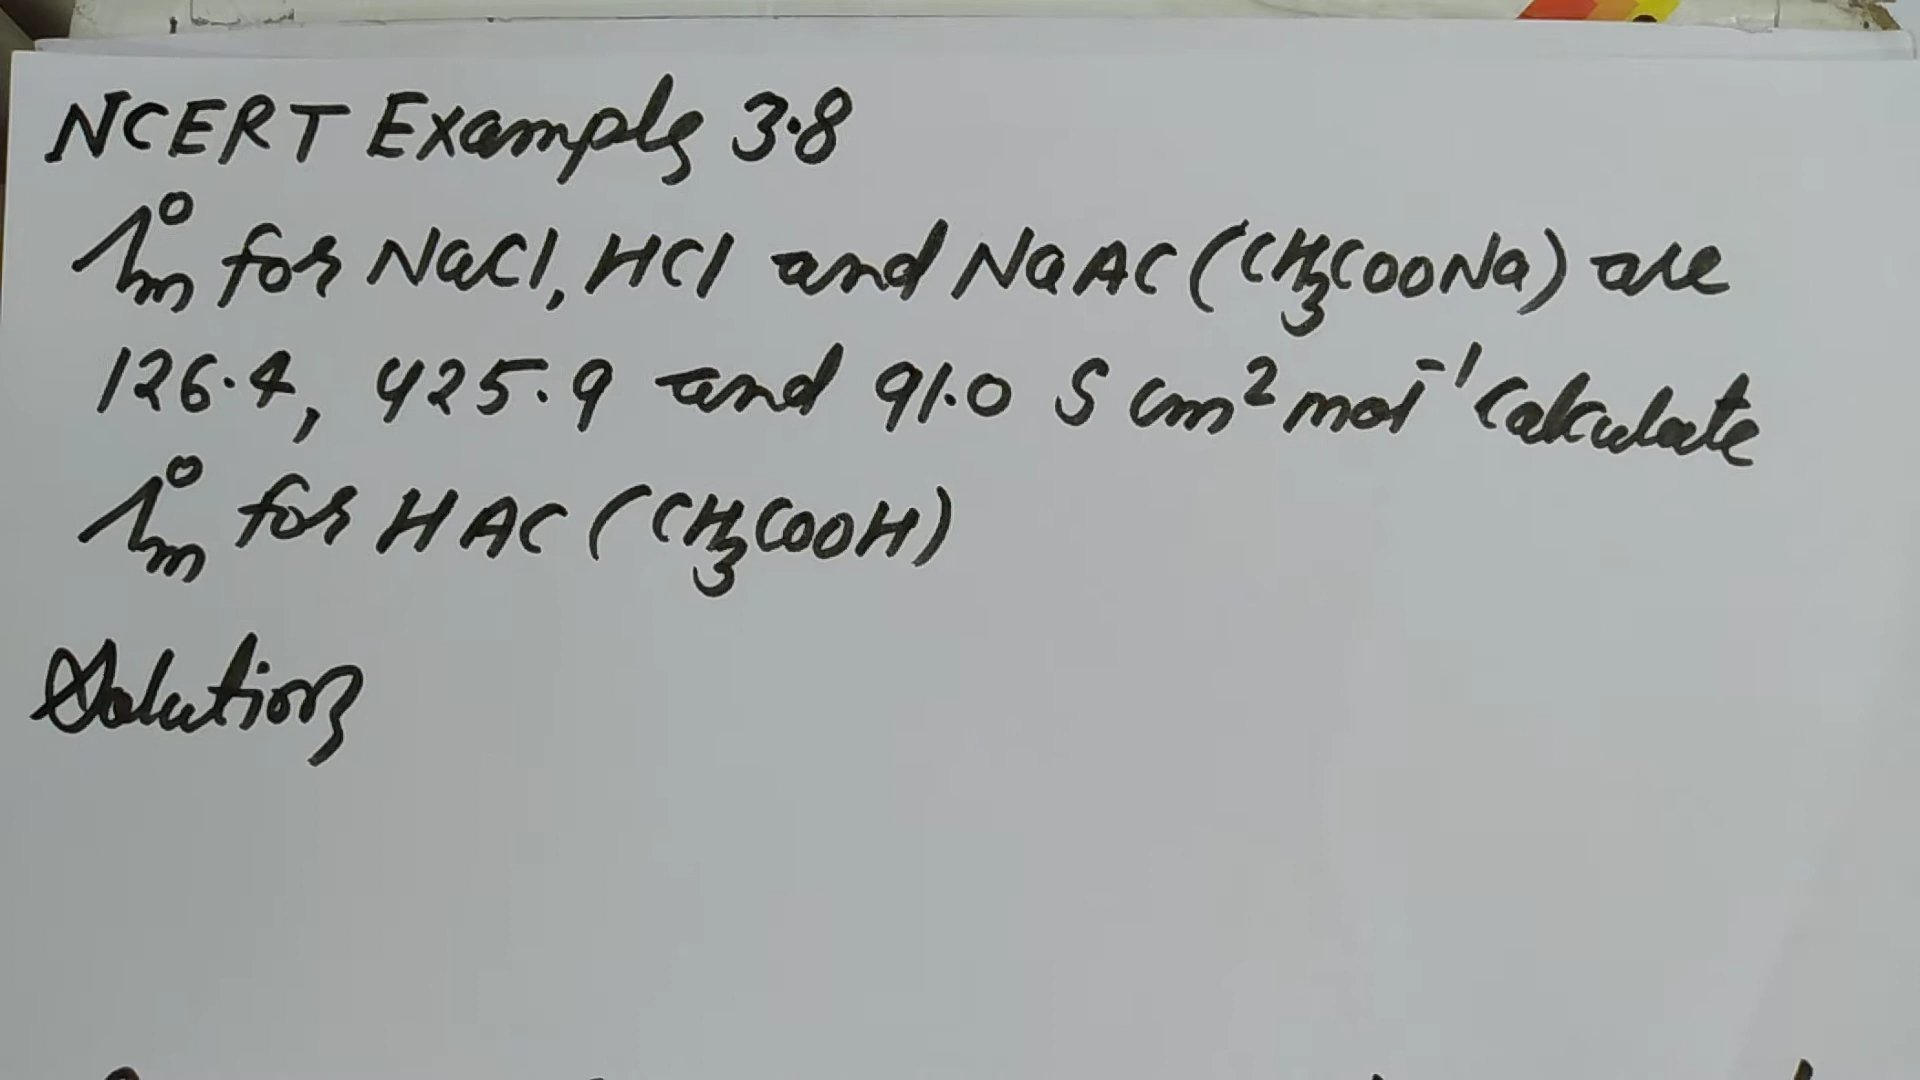 NCERT Example 3.8
Λ°m for NaCl, HCl and NaAC (CH₃COONa) are
126.4, 425.9 and 91.0 S cm² mol⁻¹ Calculate
Λ°m for HAC (CH₃COOH)
Solution